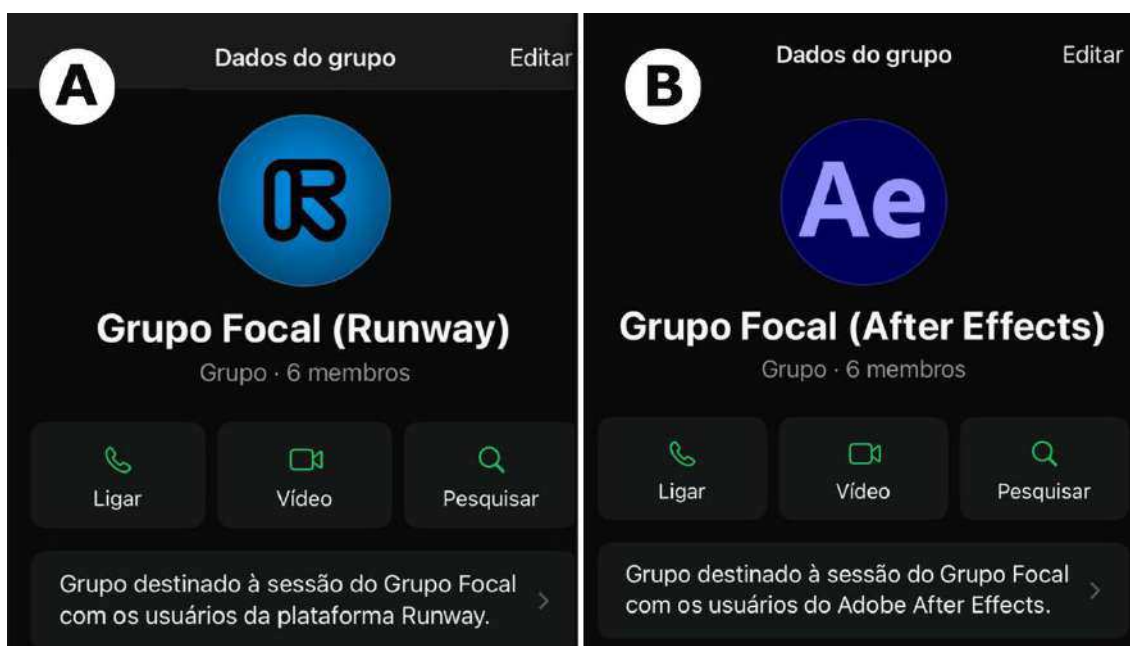 A
Dados do grupo
Editar
R
Grupo Focal (Runway)
Grupo · 6 membros
Ligar
Vídeo
Pesquisar
Grupo destinado à sessão do Grupo Focal
com os usuários da plataforma Runway.
B
Dados do grupo
Editar
Ae
Grupo Focal (After Effects)
Grupo · 6 membros
Ligar
Vídeo
Pesquisar
Grupo destinado à sessão do Grupo Focal
com os usuários do Adobe After Effects.